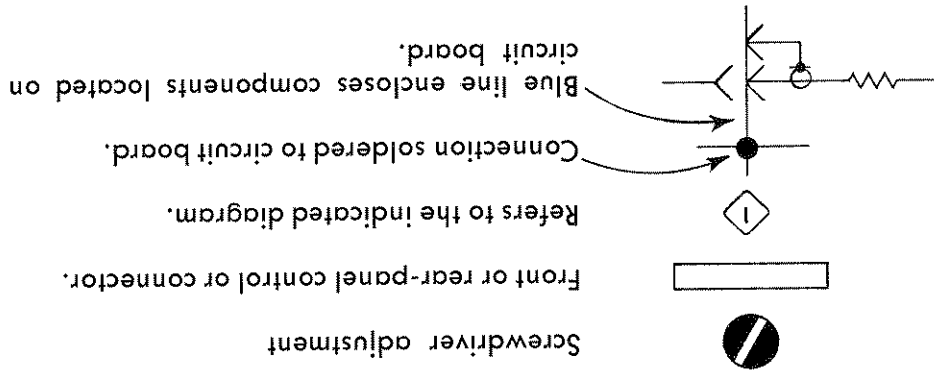 Screwdriver adjustment
Front or rear-panel control or connector.
1
Refers to the indicated diagram.
Connection soldered to circuit board.
Blue line encloses components located on
circuit board.